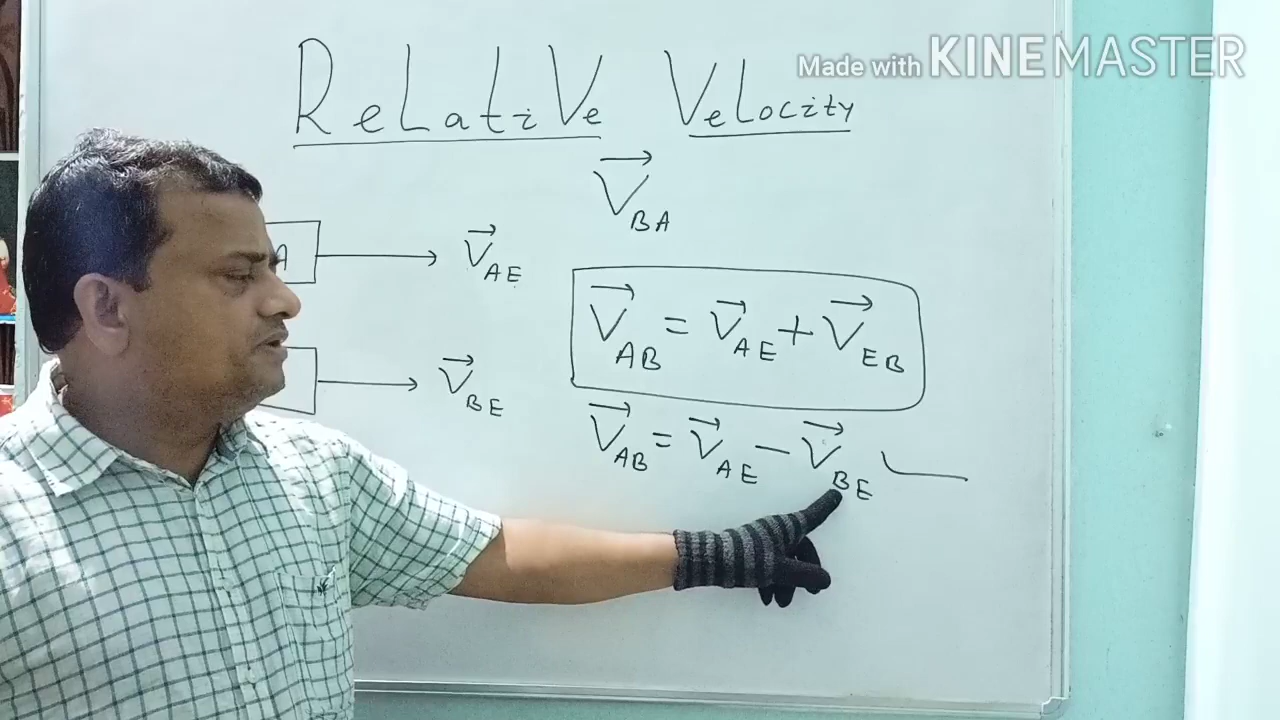 Made with KINEMASTER
ReLatiVe VeLocity
V⃗BA
A
V⃗AE
V⃗AB = V⃗AE + V⃗EB
V⃗BE
V⃗AB = V⃗AE − V⃗BE